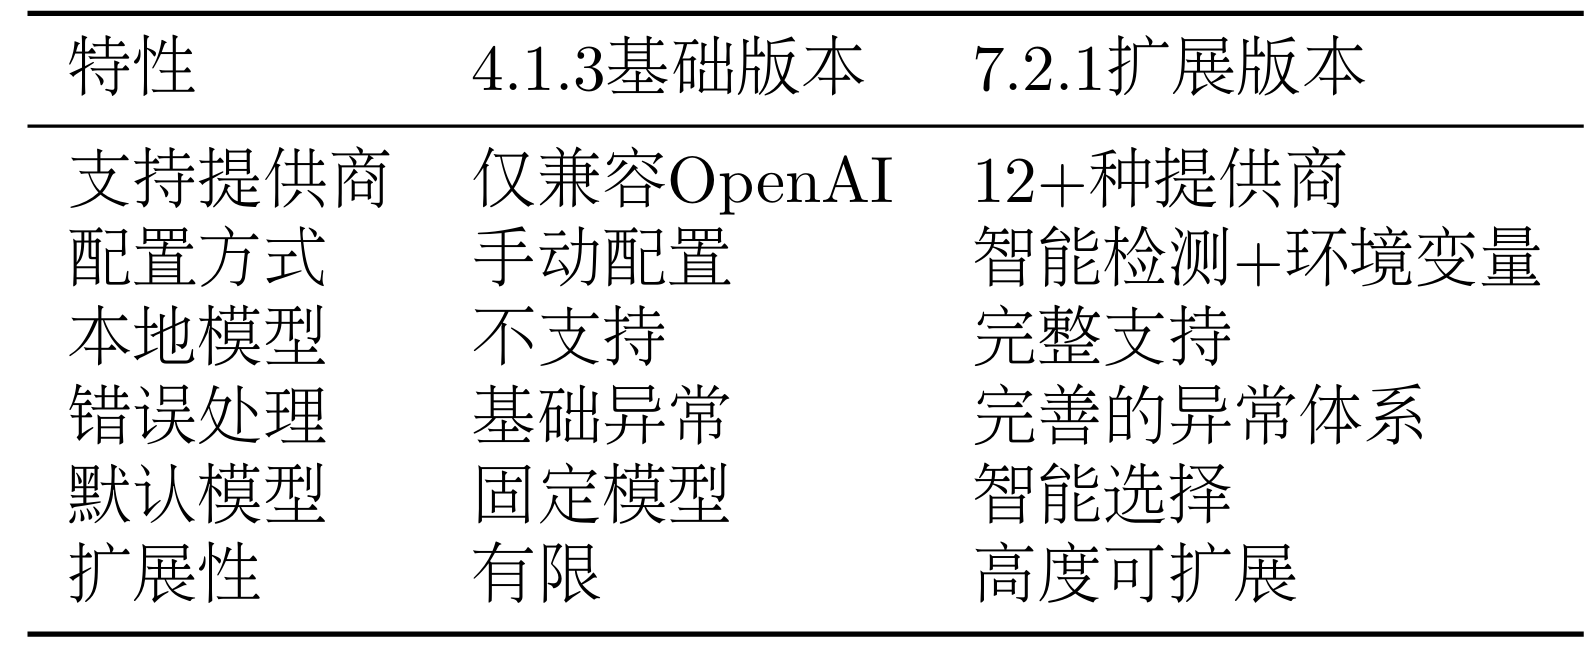 特性 4.1.3基础版本 7.2.1扩展版本
支持提供商 仅兼容OpenAI 12+种提供商
配置方式 手动配置 智能检测+环境变量
本地模型 不支持 完整支持
错误处理 基础异常 完善的异常体系
默认模型 固定模型 智能选择
扩展性 有限 高度可扩展